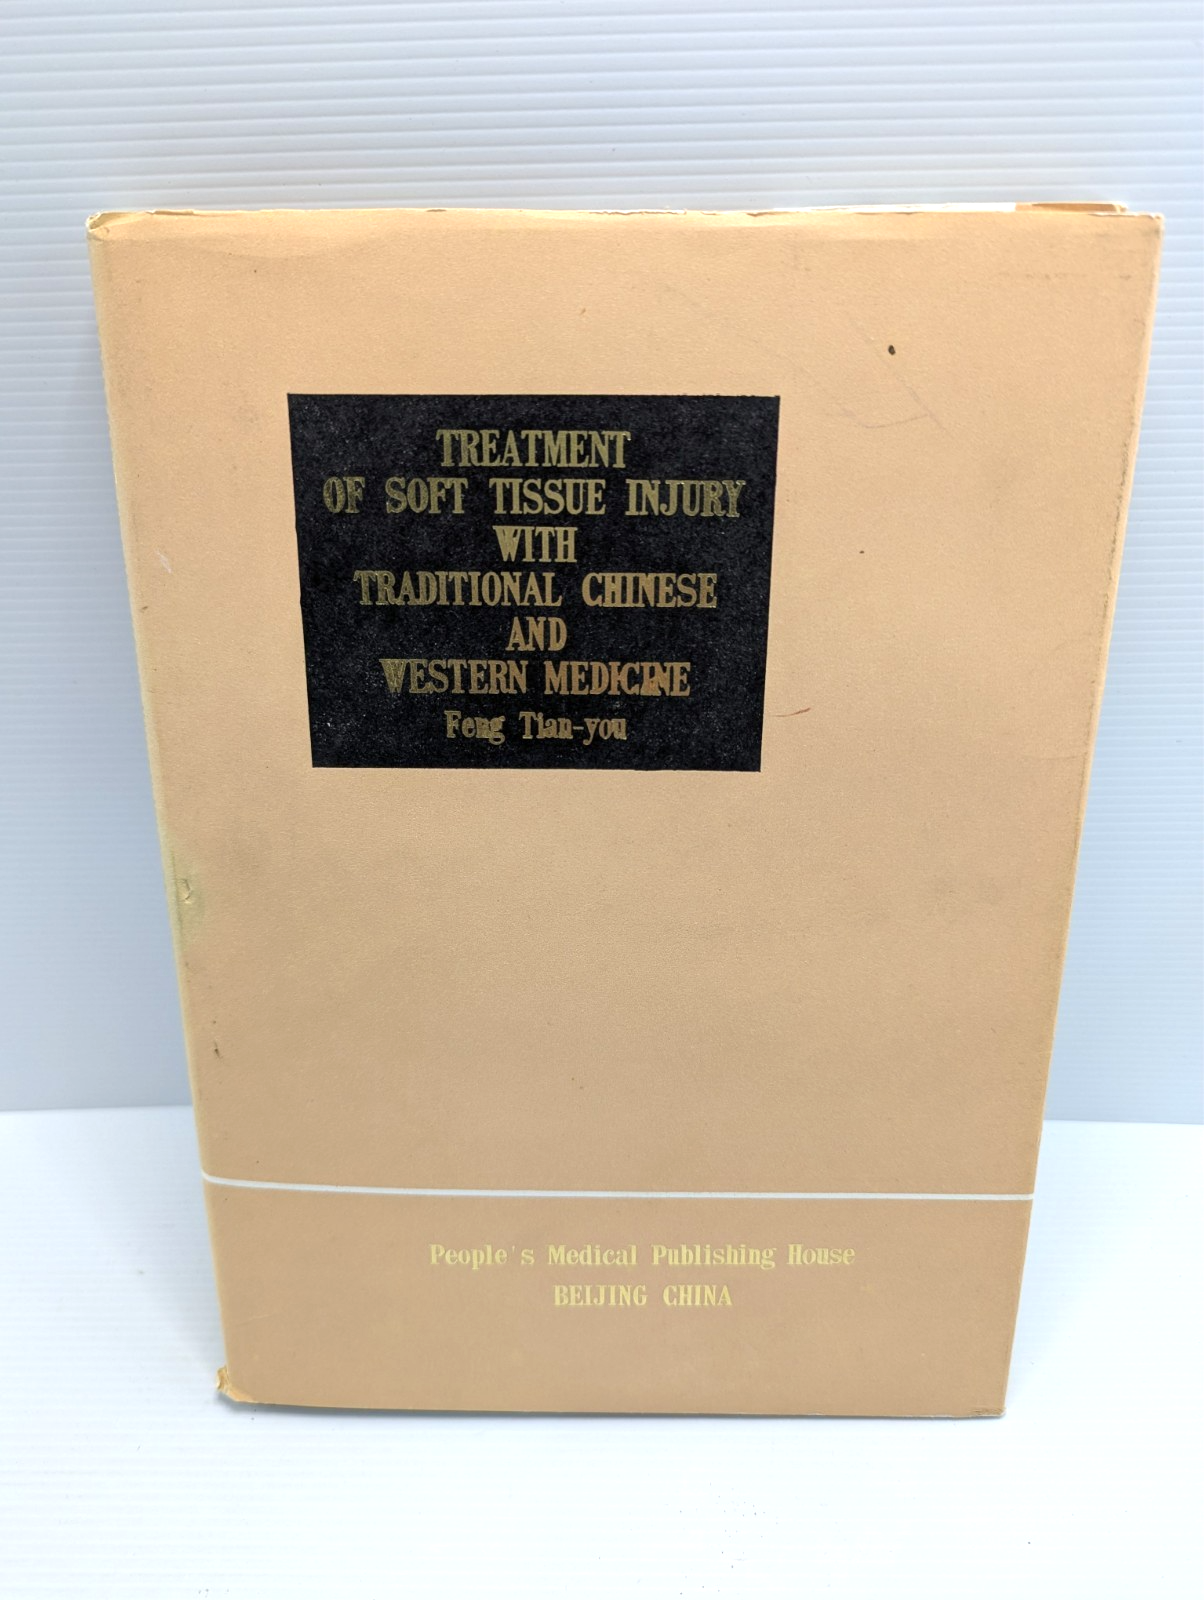 TREATMENT
OF SOFT TISSUE INJURY
WITH
TRADITIONAL CHINESE
AND
WESTERN MEDICINE
Feng Tian-you
People's Medical Publishing House
BEIJING CHINA